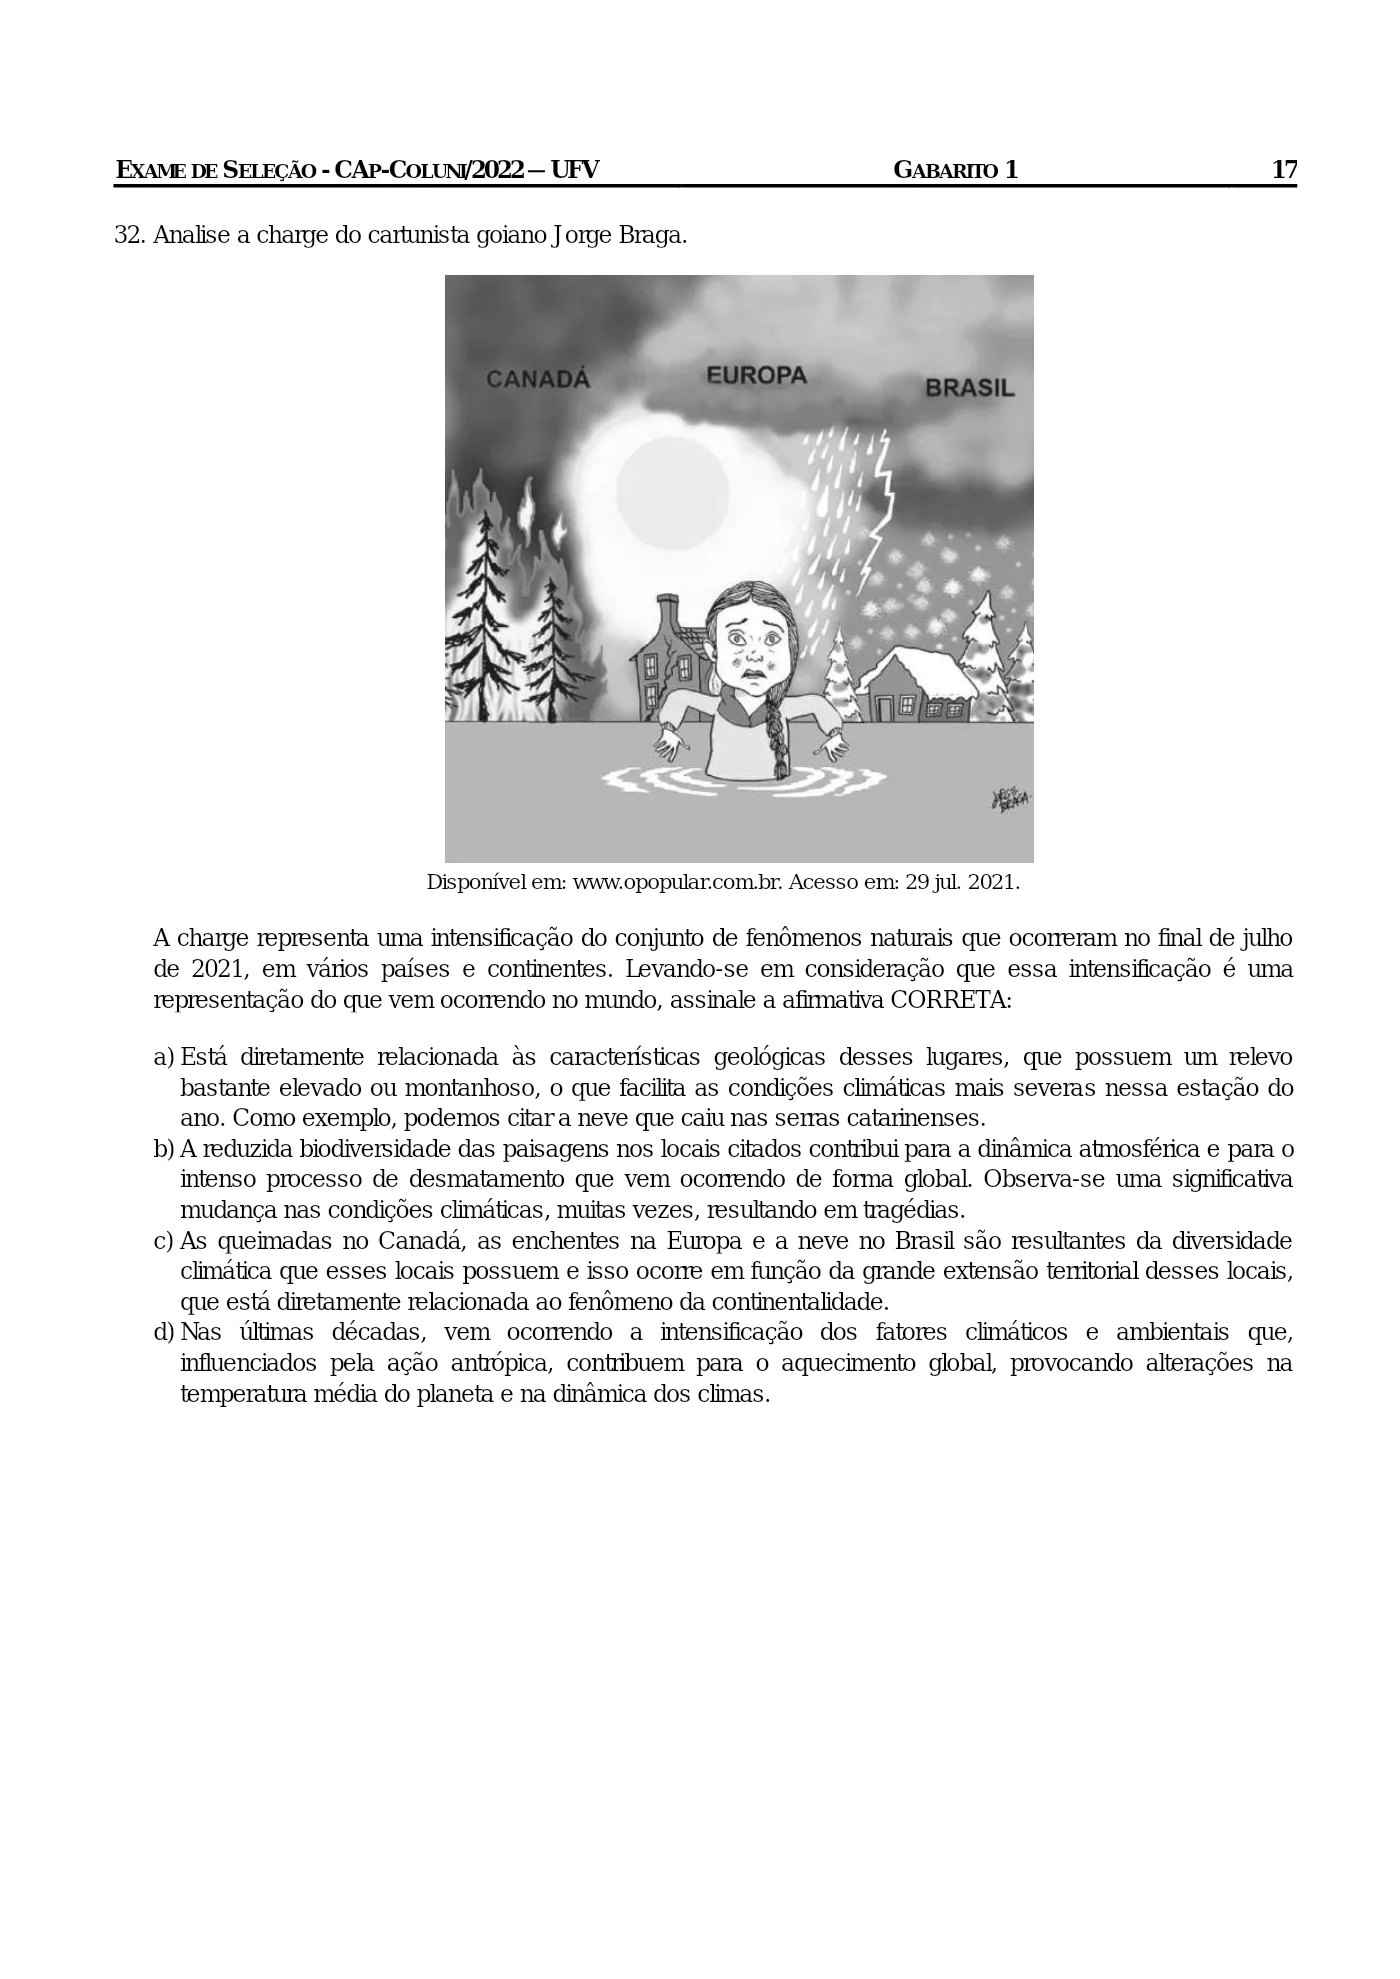 EXAME DE SELEÇÃO - CAP-COLUNI/2022 — UFV GABARITO 1 17
32. Analise a charge do cartunista goiano Jorge Braga.
CANADÁ EUROPA BRASIL
JORGE BRAGA
Disponível em: www.opopular.com.br. Acesso em: 29 jul. 2021.
A charge representa uma intensificação do conjunto de fenômenos naturais que ocorreram no final de julho
de 2021, em vários países e continentes. Levando-se em consideração que essa intensificação é uma
representação do que vem ocorrendo no mundo, assinale a afirmativa CORRETA:
a) Está diretamente relacionada às características geológicas desses lugares, que possuem um relevo
bastante elevado ou montanhoso, o que facilita as condições climáticas mais severas nessa estação do
ano. Como exemplo, podemos citar a neve que caiu nas serras catarinenses.
b) A reduzida biodiversidade das paisagens nos locais citados contribui para a dinâmica atmosférica e para o
intenso processo de desmatamento que vem ocorrendo de forma global. Observa-se uma significativa
mudança nas condições climáticas, muitas vezes, resultando em tragédias.
c) As queimadas no Canadá, as enchentes na Europa e a neve no Brasil são resultantes da diversidade
climática que esses locais possuem e isso ocorre em função da grande extensão territorial desses locais,
que está diretamente relacionada ao fenômeno da continentalidade.
d) Nas últimas décadas, vem ocorrendo a intensificação dos fatores climáticos e ambientais que,
influenciados pela ação antrópica, contribuem para o aquecimento global, provocando alterações na
temperatura média do planeta e na dinâmica dos climas.